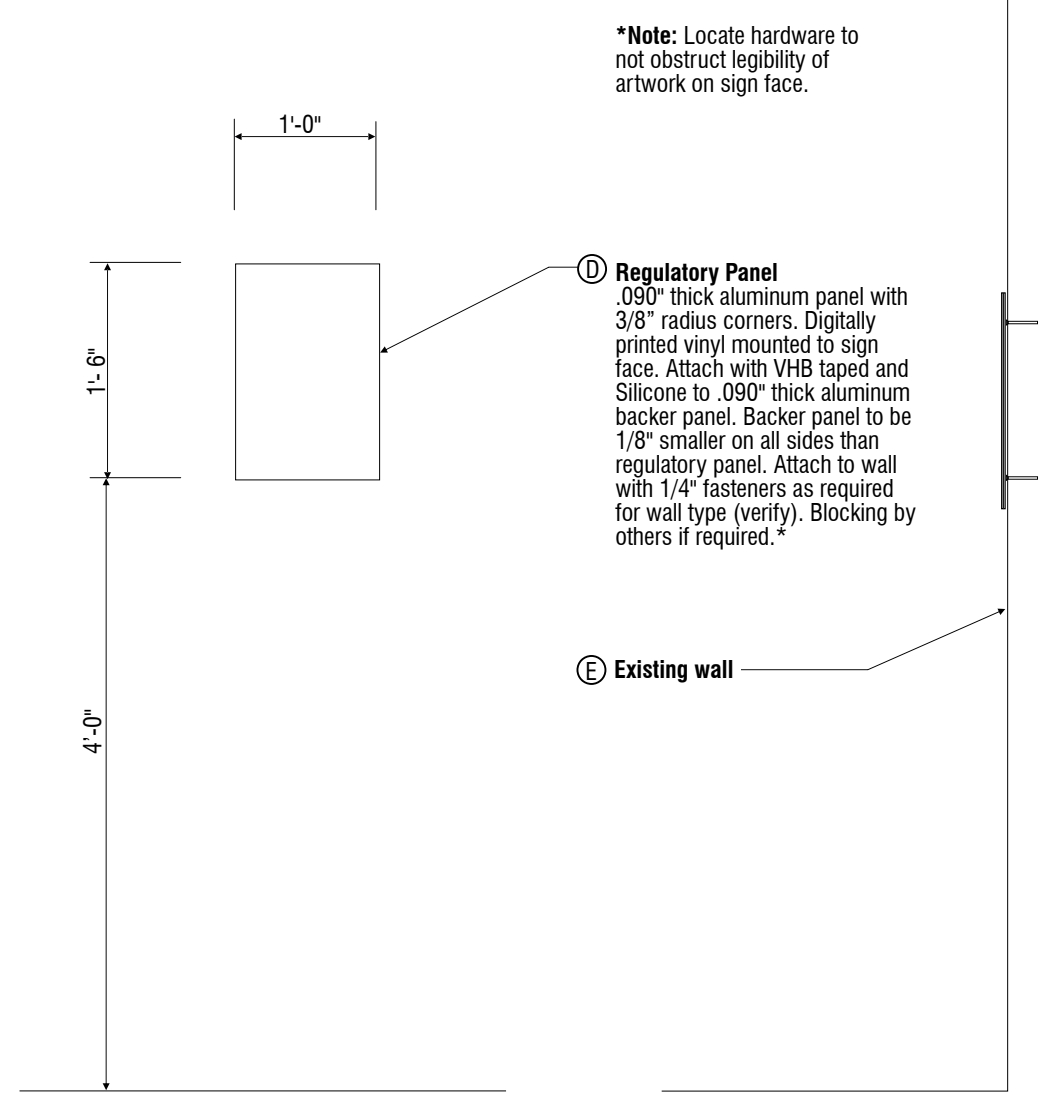 *Note: Locate hardware to
not obstruct legibility of
artwork on sign face.
1'-0"
D Regulatory Panel
.090" thick aluminum panel with
3/8” radius corners. Digitally
printed vinyl mounted to sign
face. Attach with VHB taped and
Silicone to .090" thick aluminum
backer panel. Backer panel to be
1/8" smaller on all sides than
regulatory panel. Attach to wall
with 1/4" fasteners as required
for wall type (verify). Blocking by
others if required.*
1'- 6"
E Existing wall
4’-0"